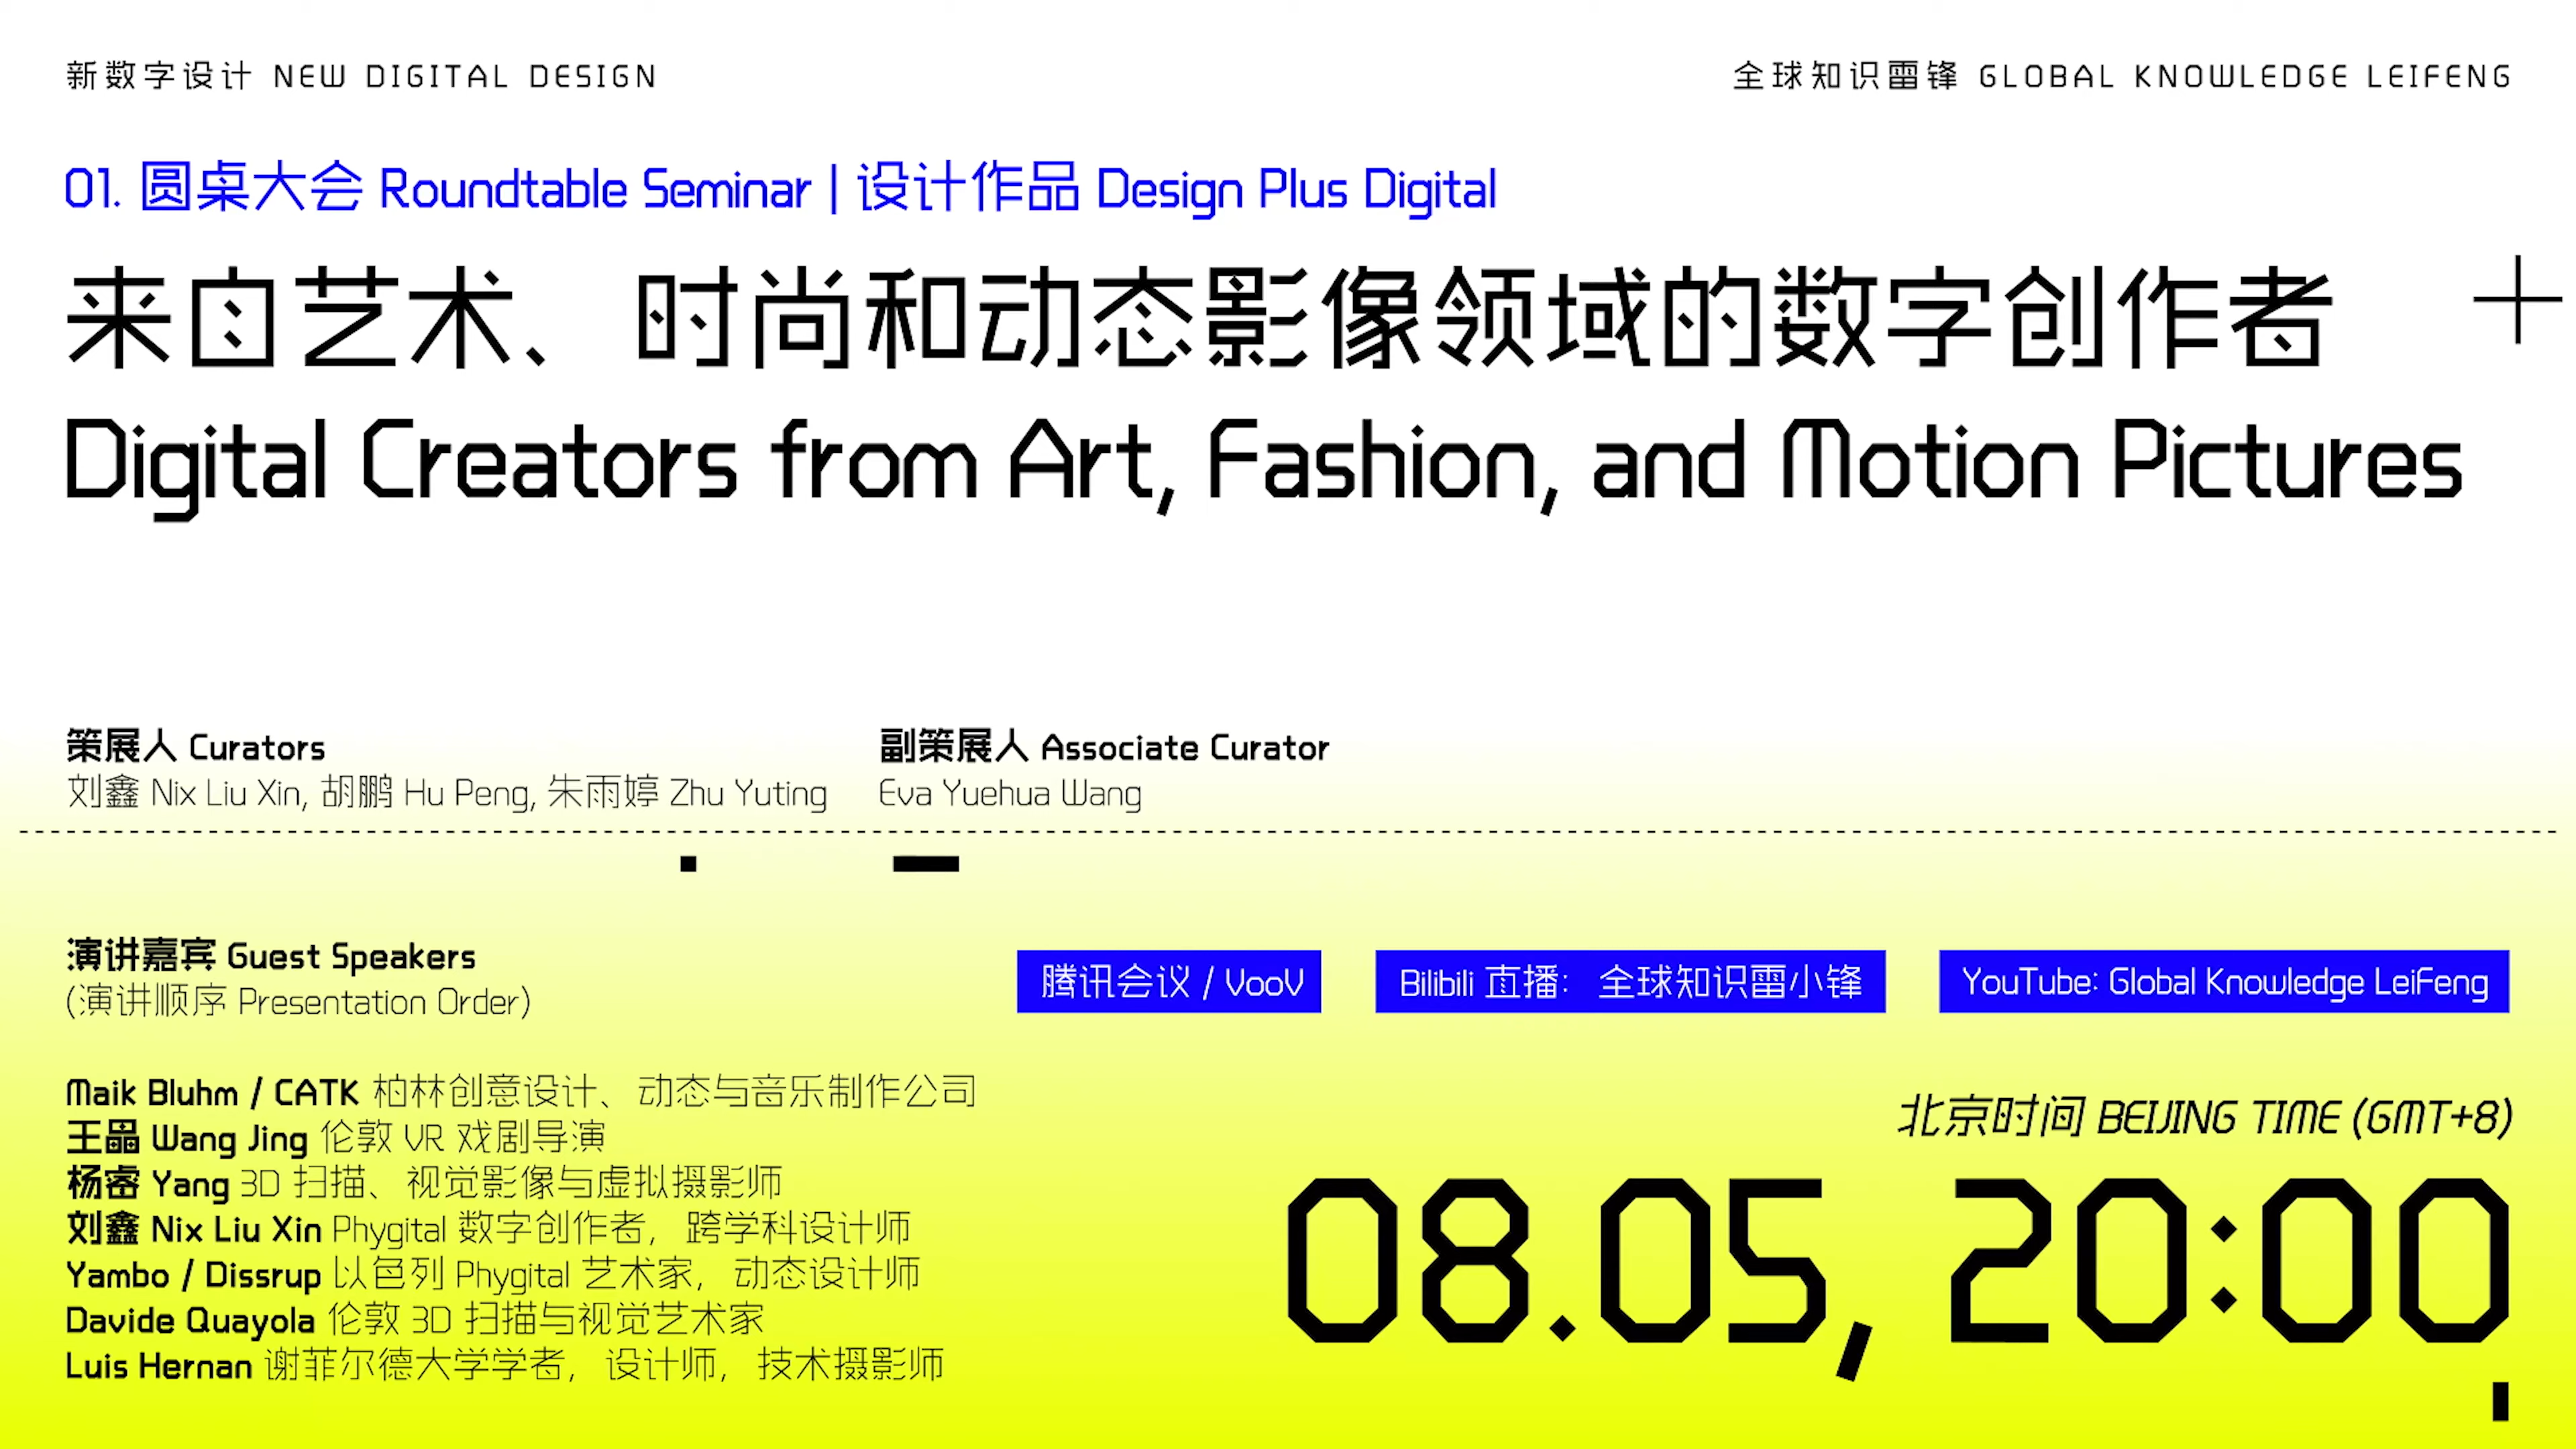 新数字设计 NEW DIGITAL DESIGN
全球知识雷锋 GLOBAL KNOWLEDGE LEIFENG
01. 圆桌大会 Roundtable Seminar | 设计作品 Design Plus Digital
来自艺术、时尚和动态影像领域的数字创作者
Digital Creators from Art, Fashion, and Motion Pictures
策展人 Curators
刘鑫 Nix Liu Xin, 胡鹏 Hu Peng, 朱雨婷 Zhu Yuting
副策展人 Associate Curator
Eva Yuehua Wang
演讲嘉宾 Guest Speakers
(演讲顺序 Presentation Order)
Maik Bluhm / CATK 柏林创意设计、动态与音乐制作公司
王晶 Wang Jing 伦敦 VR 戏剧导演
杨睿 Yang 3D 扫描、视觉影像与虚拟摄影师
刘鑫 Nix Liu Xin Phygital 数字创作者，跨学科设计师
Yambo / Dissrup 以色列 Phygital 艺术家，动态设计师
Davide Quayola 伦敦 3D 扫描与视觉艺术家
Luis Hernan 谢菲尔德大学学者，设计师，技术摄影师
腾讯会议 / VooV
Bilibili 直播： 全球知识雷小锋
YouTube: Global Knowledge LeiFeng
北京时间 BEIJING TIME (GMT+8)
08.05, 20:00